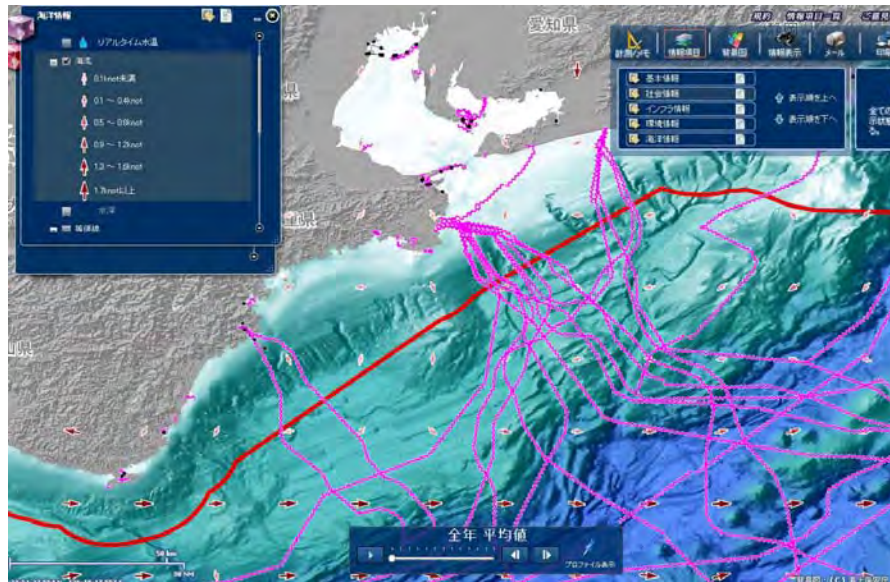 海洋情報
リアルタイム水温
海流
0.1knot未満
0.1 ～ 0.4knot
0.5 ～ 0.8knot
0.9 ～ 1.2knot
1.3 ～ 1.6knot
1.7knot以上
水深
等値線
愛知県
規約
情報項目一覧
計測/メモ
情報項目
背景図
情報表示
メール
基本情報
社会情報
インフラ情報
環境情報
海洋情報
表示順を上へ
表示順を下へ
全年 平均値
プロファイル表示
50 km